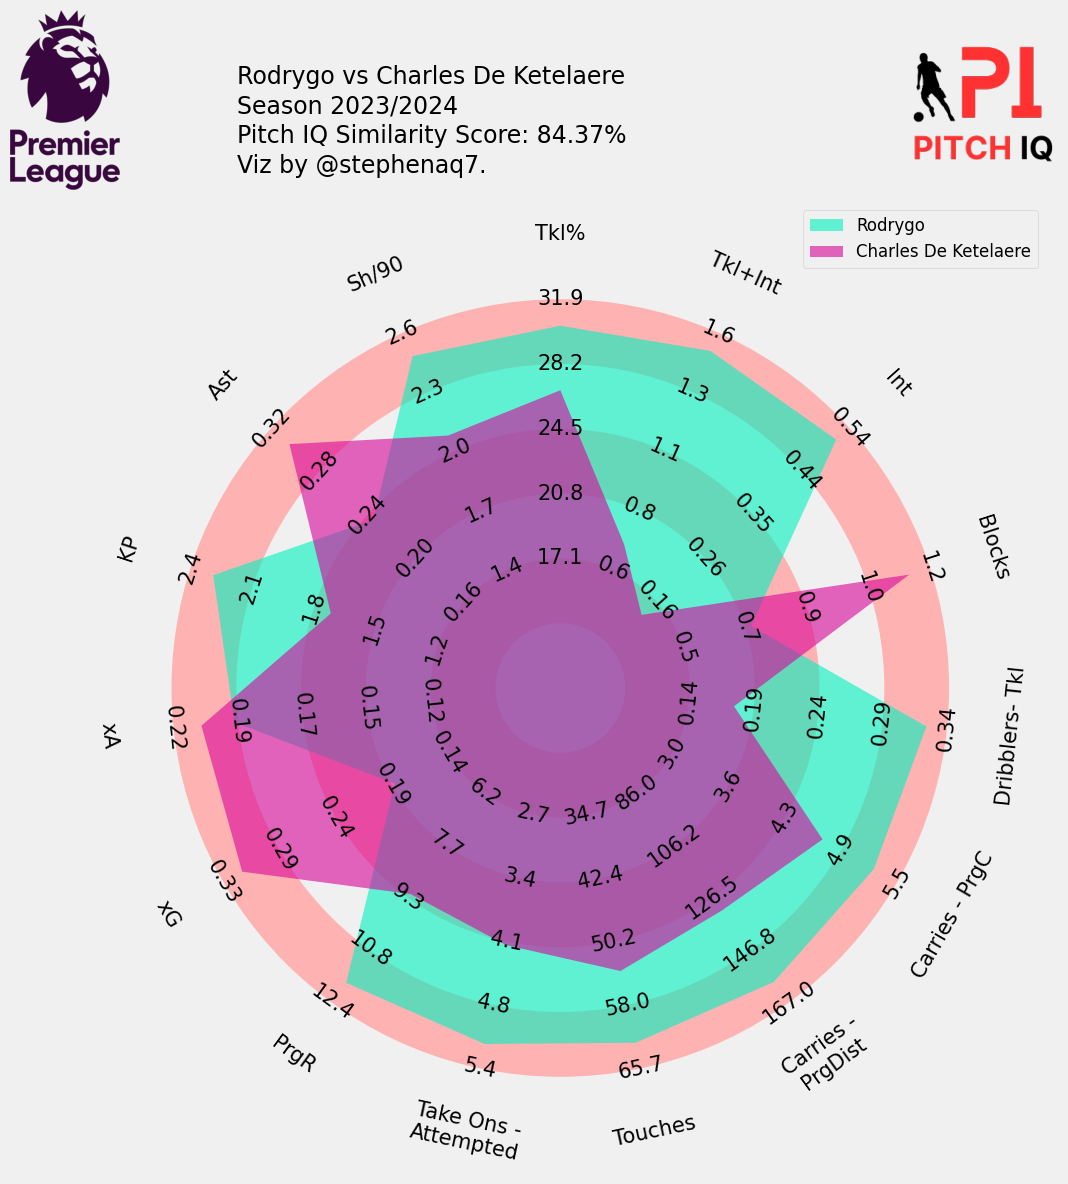 Premier
League
Rodrygo vs Charles De Ketelaere
Season 2023/2024
Pitch IQ Similarity Score: 84.37%
Viz by @stephenaq7.
PI
PITCH IQ
Rodrygo
Charles De Ketelaere
Tkl%
31.9
28.2
24.5
20.8
17.1
Tkl+Int
1.6
1.3
1.1
0.8
0.6
Int
0.54
0.44
0.35
0.26
0.16
Blocks
1.2
1.0
0.9
0.7
0.5
Dribblers- Tkl
0.34
0.29
0.24
0.19
0.14
Carries - PrgC
5.5
4.9
4.3
3.6
3.0
Carries -
PrgDist
167.0
146.8
126.5
106.2
86.0
Touches
65.7
58.0
50.2
42.4
34.7
Take Ons -
Attempted
5.4
4.8
4.1
3.4
2.7
PrgR
12.4
10.8
9.3
7.7
6.2
xG
0.33
0.29
0.24
0.19
0.14
xA
0.22
0.19
0.17
0.15
0.12
KP
2.4
2.1
1.8
1.5
1.2
Ast
0.32
0.28
0.24
0.20
0.16
Sh/90
2.6
2.3
2.0
1.7
1.4